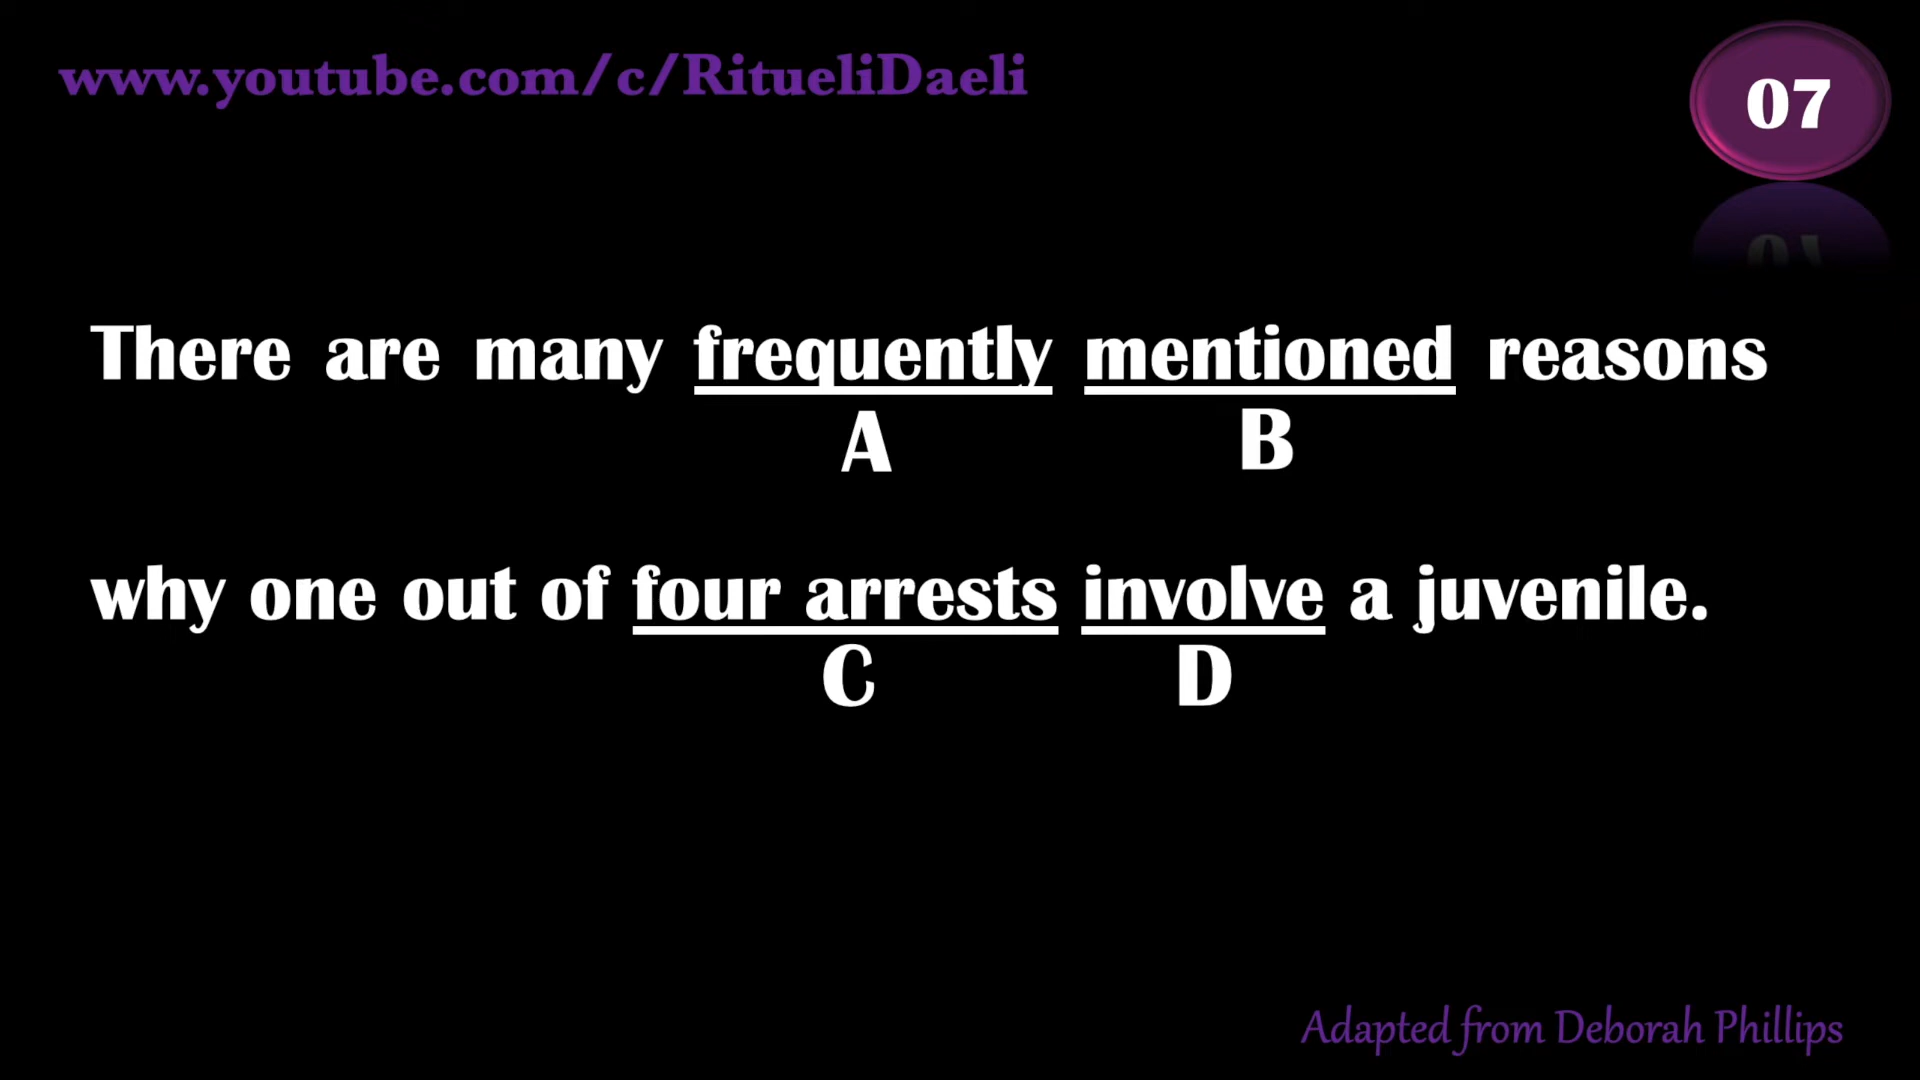 www.youtube.com/c/RitueliDaeli
07
There are many frequently mentioned reasons
A B
why one out of four arrests involve a juvenile.
C D
Adapted from Deborah Phillips